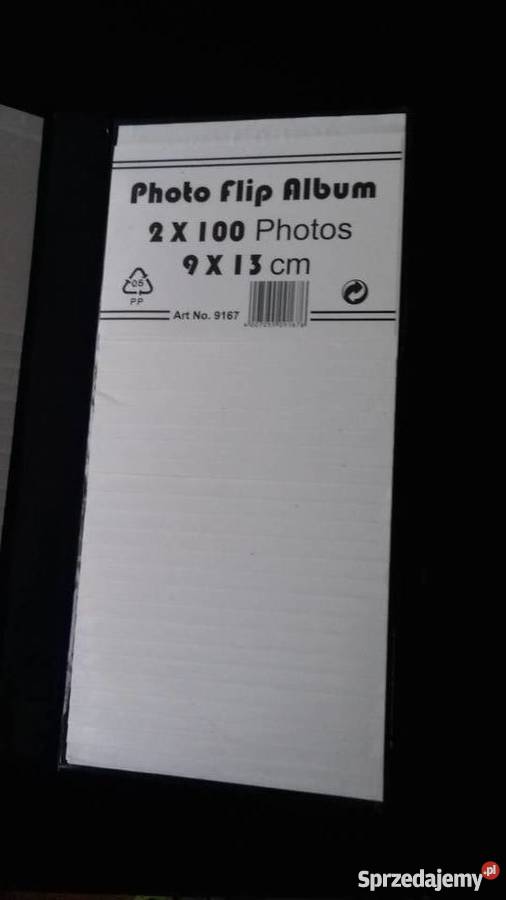 Photo Flip Album
2 X 100 Photos
9 X 13 cm
05
PP
Art No. 9167
Sprzedajemy.pl